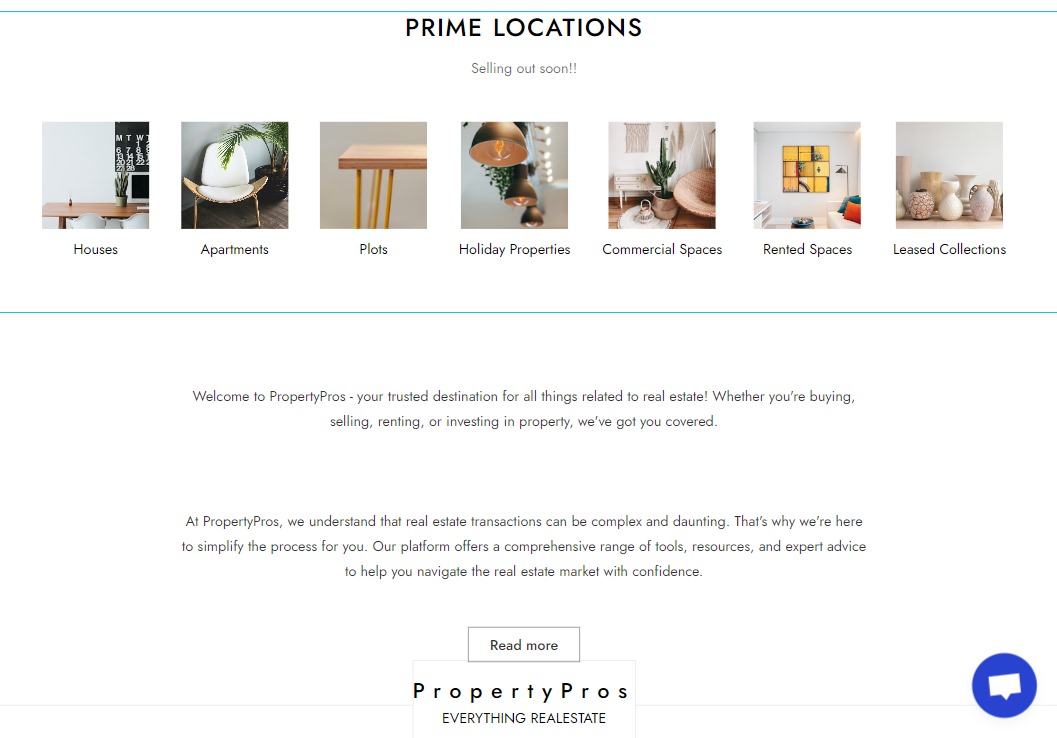 PRIME LOCATIONS
Selling out soon!!
Houses
Apartments
Plots
Holiday Properties
Commercial Spaces
Rented Spaces
Leased Collections
Welcome to PropertyPros - your trusted destination for all things related to real estate! Whether you're buying,
selling, renting, or investing in property, we've got you covered.
At PropertyPros, we understand that real estate transactions can be complex and daunting. That's why we're here
to simplify the process for you. Our platform offers a comprehensive range of tools, resources, and expert advice
to help you navigate the real estate market with confidence.
Read more
PropertyPros
EVERYTHING REALESTATE